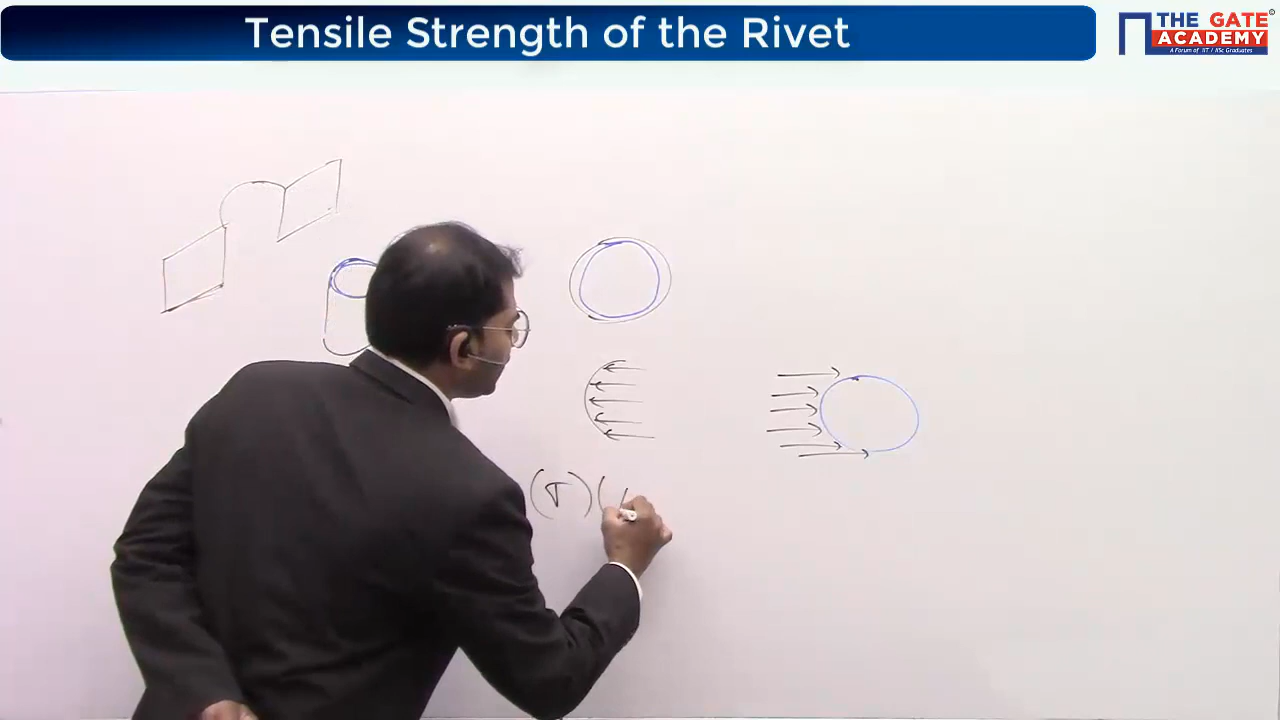 Tensile Strength of the Rivet
THE GATE
ACADEMY
©
A Forum of IIT / IISc Graduates
(σ) (